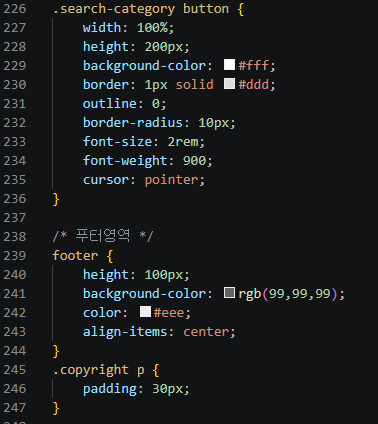 226 .search-category button {
227 width: 100%;
228 height: 200px;
229 background-color: #fff;
230 border: 1px solid #ddd;
231 outline: 0;
232 border-radius: 10px;
233 font-size: 2rem;
234 font-weight: 900;
235 cursor: pointer;
236 }
237
238 /* 푸터영역 */
239 footer {
240 height: 100px;
241 background-color: rgb(99,99,99);
242 color: #eee;
243 align-items: center;
244 }
245 .copyright p {
246 padding: 30px;
247 }